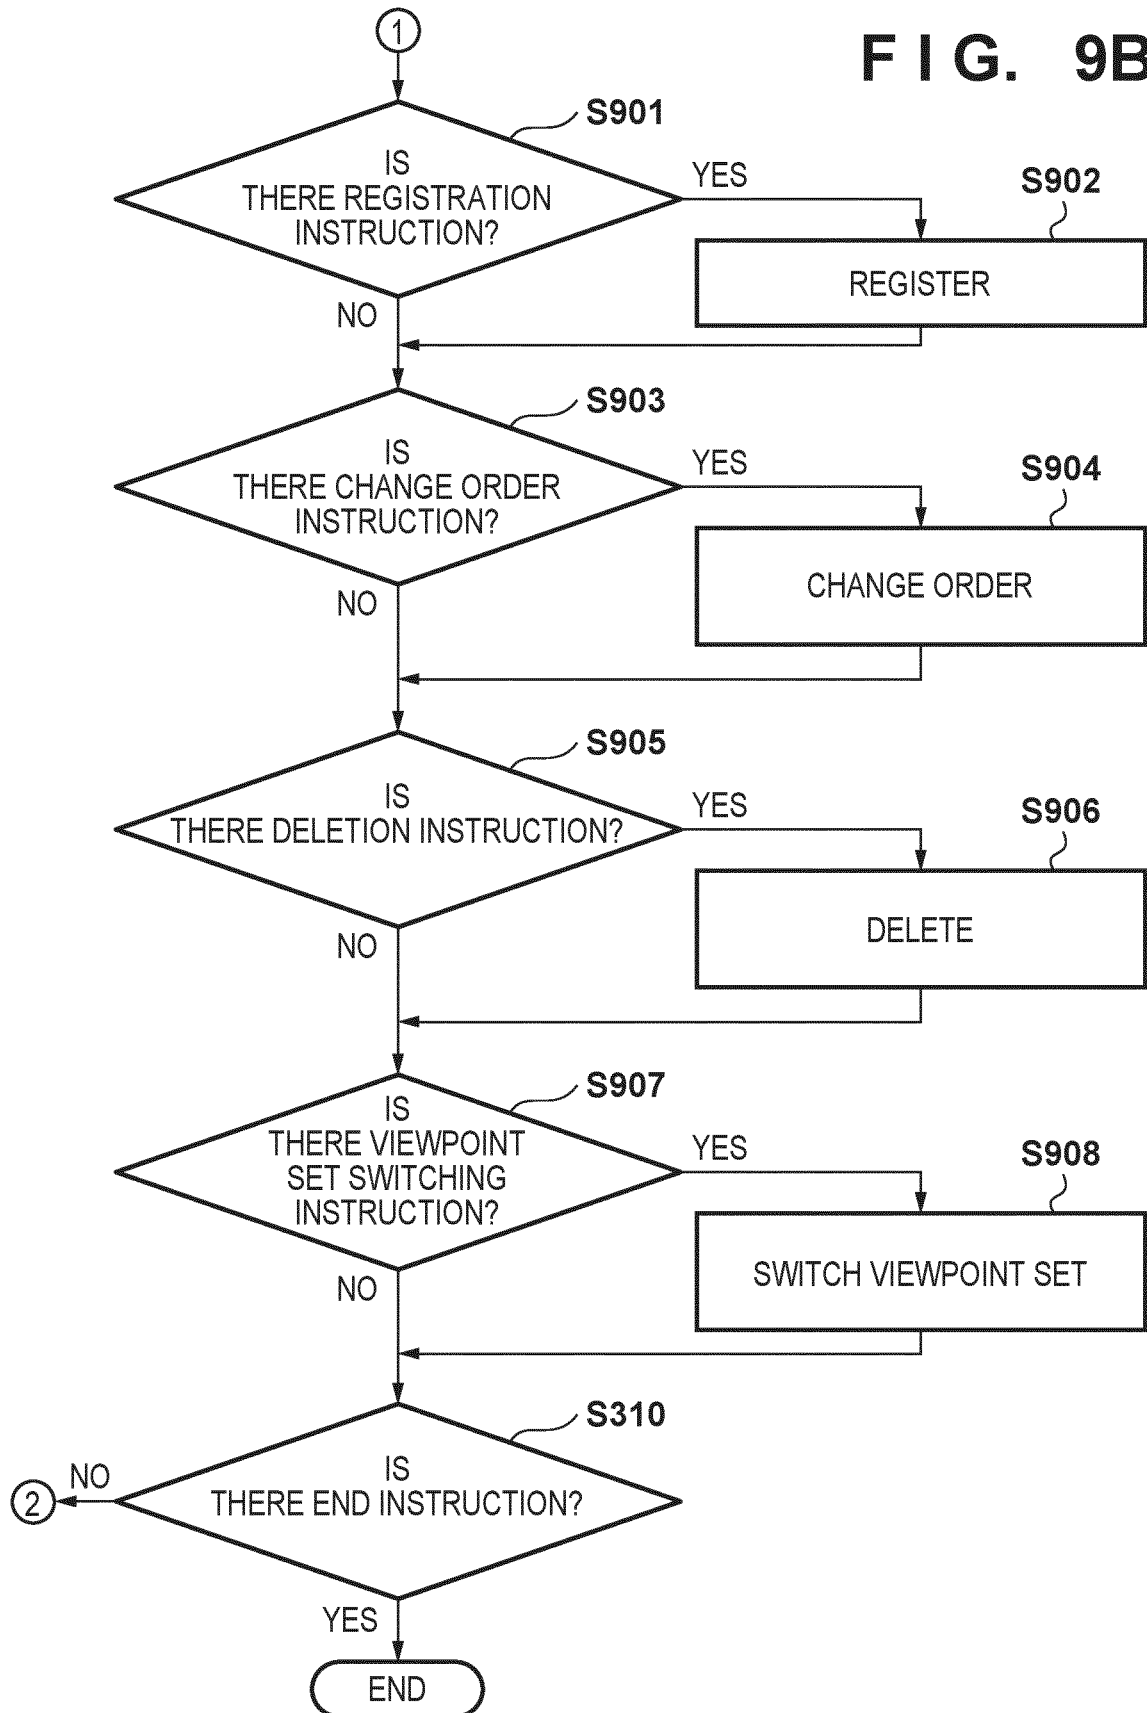 1
F I G. 9B
S901
IS
THERE REGISTRATION
INSTRUCTION?
YES
S902
REGISTER
NO
S903
IS
THERE CHANGE ORDER
INSTRUCTION?
YES
S904
CHANGE ORDER
NO
S905
IS
THERE DELETION INSTRUCTION?
YES
S906
DELETE
NO
S907
IS
THERE VIEWPOINT
SET SWITCHING
INSTRUCTION?
YES
S908
SWITCH VIEWPOINT SET
NO
S310
IS
THERE END INSTRUCTION?
NO
2
YES
END